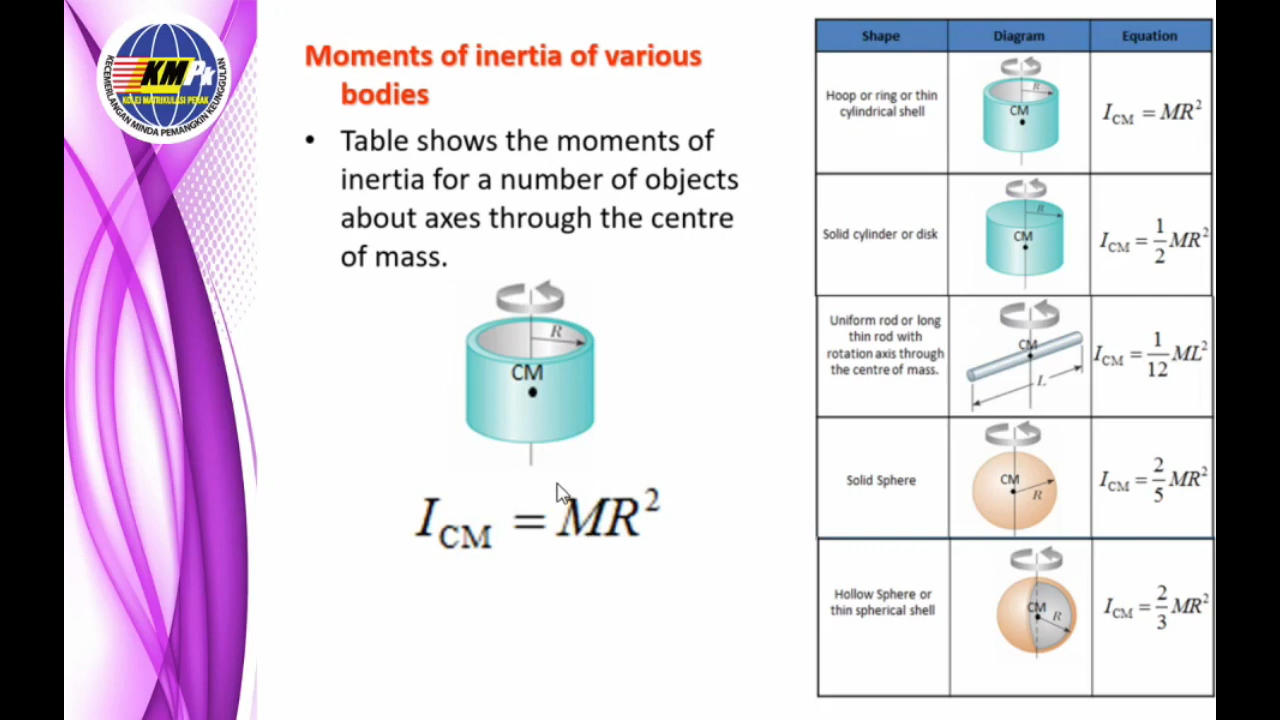 KECEMERLANGAN MINDA PEMANGKIN KEUNGGULAN
KMPk
KOLEJ MATRIKULASI PERAK
Moments of inertia of various
bodies
• Table shows the moments of
inertia for a number of objects
about axes through the centre
of mass.
R
CM
I_CM = MR²
Shape Diagram Equation
Hoop or ring or thin
cylindrical shell
R
CM
I_CM = MR²
Solid cylinder or disk
R
CM
I_CM = 1/2 MR²
Uniform rod or long
thin rod with
rotation axis through
the centre of mass.
CM
L
I_CM = 1/12 ML²
Solid Sphere
CM
R
I_CM = 2/5 MR²
Hollow Sphere or
thin spherical shell
CM
R
I_CM = 2/3 MR²